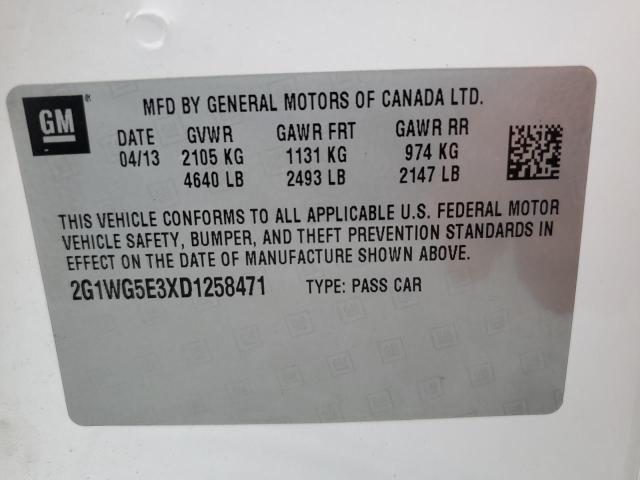 GM ®
MFD BY GENERAL MOTORS OF CANADA LTD.
DATE GVWR GAWR FRT GAWR RR
04/13 2105 KG 1131 KG 974 KG
4640 LB 2493 LB 2147 LB
THIS VEHICLE CONFORMS TO ALL APPLICABLE U.S. FEDERAL MOTOR
VEHICLE SAFETY, BUMPER, AND THEFT PREVENTION STANDARDS IN
EFFECT ON THE DATE OF MANUFACTURE SHOWN ABOVE.
2G1WG5E3XD1258471 TYPE: PASS CAR